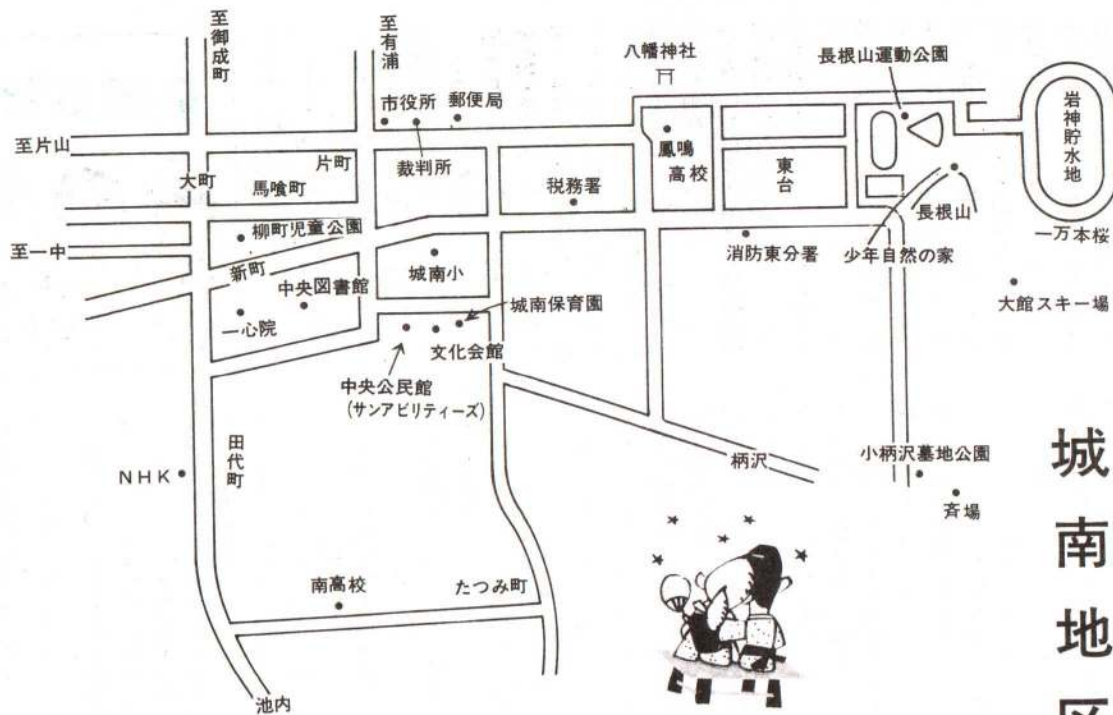 至御成町
至有浦
八幡神社
長根山運動公園
市役所
郵便局
岩神貯水地
至片山
片町
裁判所
鳳鳴
高校
東台
大町
馬喰町
税務署
長根山
柳町児童公園
一万本桜
至一中
新町
城南小
消防東分署
少年自然の家
中央図書館
大館スキー場
城南保育園
一心院
文化会館
中央公民館
(サンアビリティーズ)
田代町
柄沢
小柄沢墓地公園
NHK
斉場
南高校
たつみ町
池内
城南地区